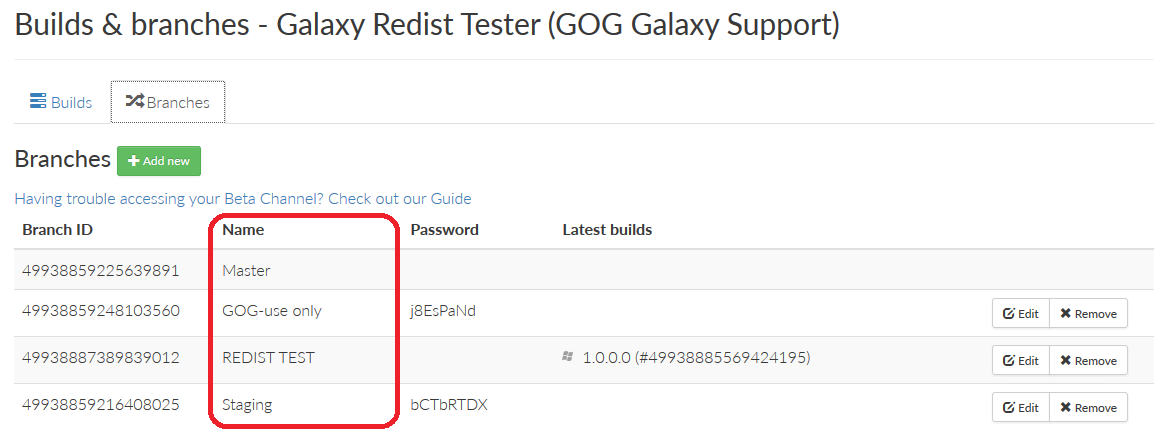 Builds & branches - Galaxy Redist Tester (GOG Galaxy Support)
Builds Branches
Branches Add new
Having trouble accessing your Beta Channel? Check out our Guide
Branch ID Name Password Latest builds
49938859225639891 Master
49938859248103560 GOG-use only j8EsPaNd Edit Remove
49938887389839012 REDIST TEST 1.0.0.0 (#49938885569424195) Edit Remove
49938859216408025 Staging bCTbRTDX Edit Remove